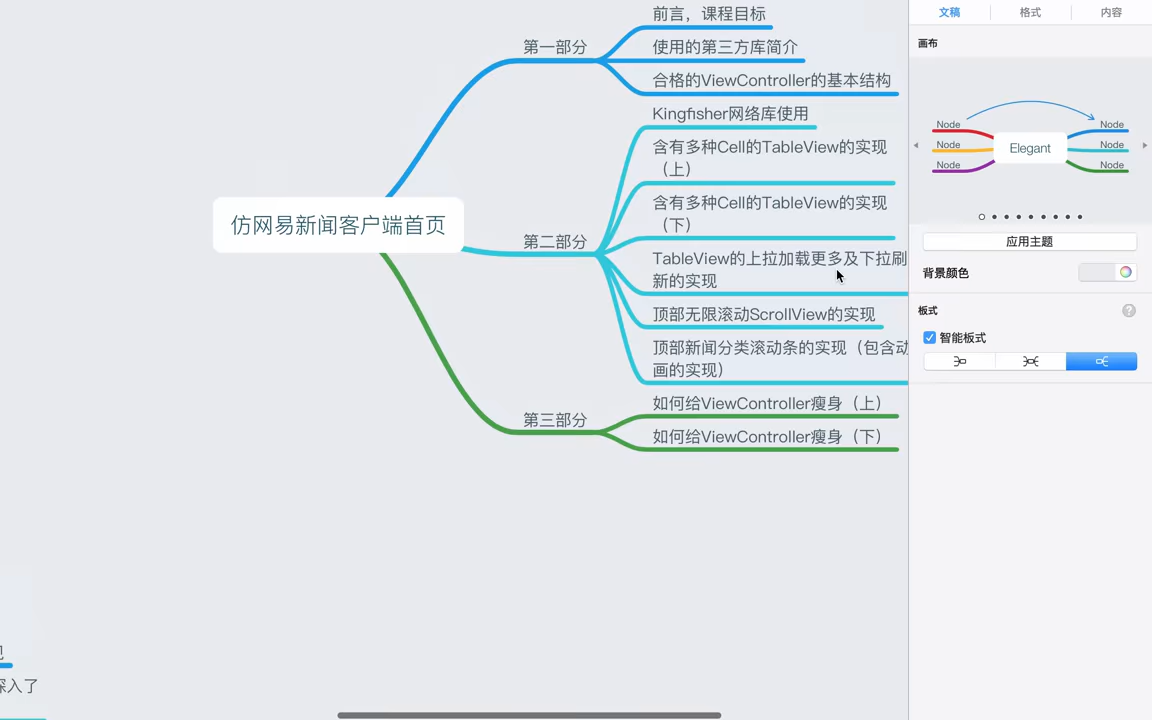 文稿
格式
内容
画布
Node
Node
Node
Elegant
Node
Node
Node
应用主题
背景颜色
板式
?
智能板式
仿网易新闻客户端首页
第一部分
前言，课程目标
使用的第三方库简介
合格的ViewController的基本结构
第二部分
Kingfisher网络库使用
含有多种Cell的TableView的实现
（上）
含有多种Cell的TableView的实现
（下）
TableView的上拉加载更多及下拉刷
新的实现
顶部无限滚动ScrollView的实现
顶部新闻分类滚动条的实现（包含动
画的实现）
第三部分
如何给ViewController瘦身（上）
如何给ViewController瘦身（下）
深入了